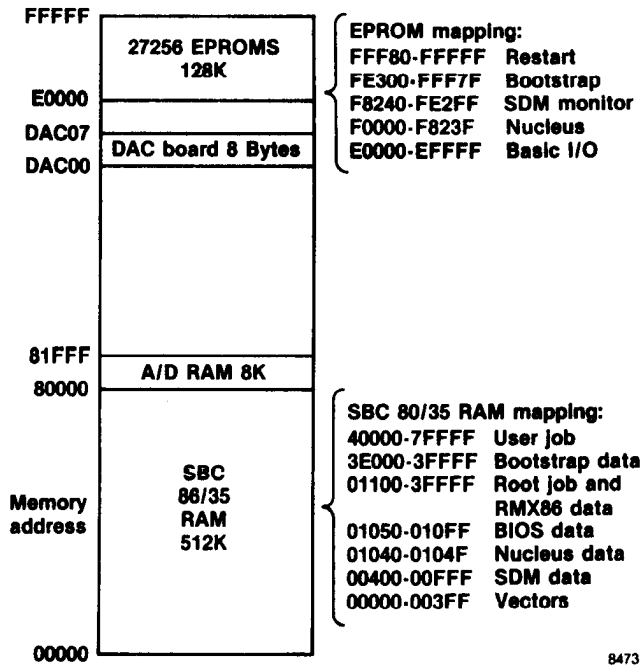 FFFFF
27256 EPROMS
128K
E0000
DAC07
DAC board 8 Bytes
DAC00
81FFF
A/D RAM 8K
80000
SBC
86/35
RAM
512K
Memory
address
00000
EPROM mapping:
FFF80-FFFFF Restart
FE300-FFF7F Bootstrap
F8240-FE2FF SDM monitor
F0000-F823F Nucleus
E0000-EFFFF Basic I/O
SBC 80/35 RAM mapping:
40000-7FFFF User job
3E000-3FFFF Bootstrap data
01100-3FFFF Root job and
RMX86 data
01050-010FF BIOS data
01040-0104F Nucleus data
00400-00FFF SDM data
00000-003FF Vectors
8473